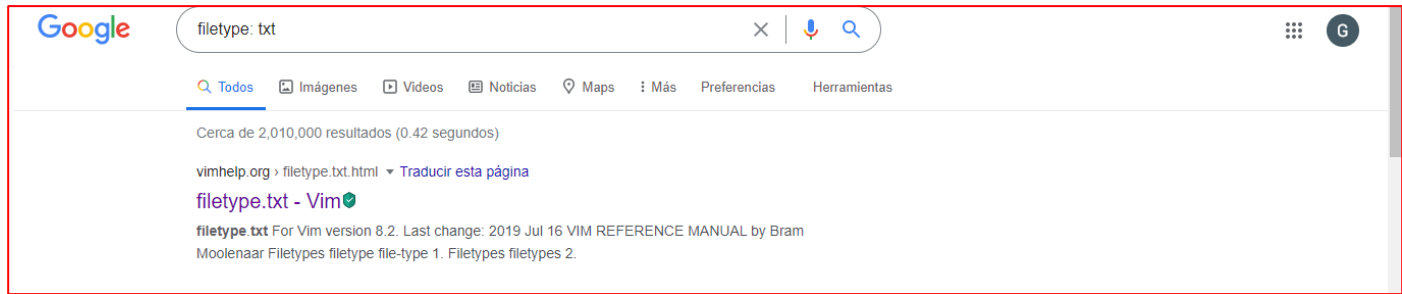 Google filetype: txt G
Todos Imágenes Videos Noticias Maps Más Preferencias Herramientas
Cerca de 2,010,000 resultados (0.42 segundos)
vimhelp.org › filetype.txt.html Traducir esta página
filetype.txt - Vim
filetype.txt For Vim version 8.2. Last change: 2019 Jul 16 VIM REFERENCE MANUAL by Bram
Moolenaar Filetypes filetype file-type 1. Filetypes filetypes 2.